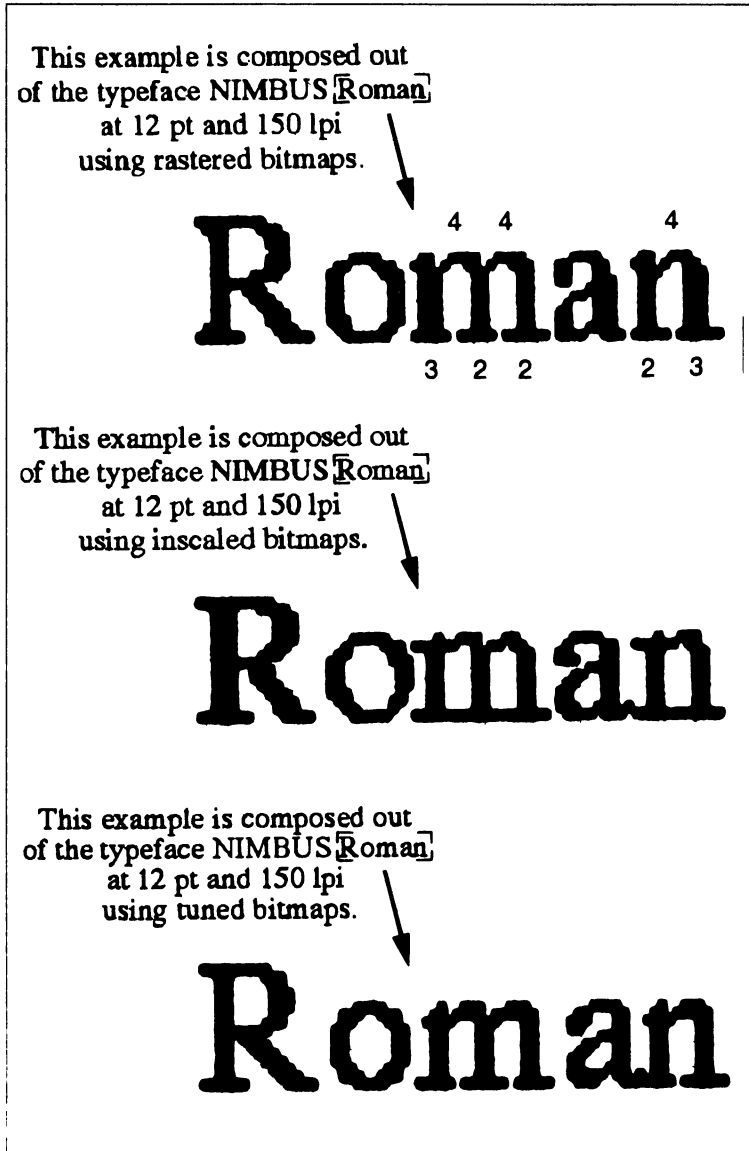 This example is composed out
of the typeface NIMBUS [Roman]
at 12 pt and 150 lpi
using rastered bitmaps.
4 4 4
Roman
3 2 2 2 3
This example is composed out
of the typeface NIMBUS [Roman]
at 12 pt and 150 lpi
using inscaled bitmaps.
Roman
This example is composed out
of the typeface NIMBUS [Roman]
at 12 pt and 150 lpi
using tuned bitmaps.
Roman